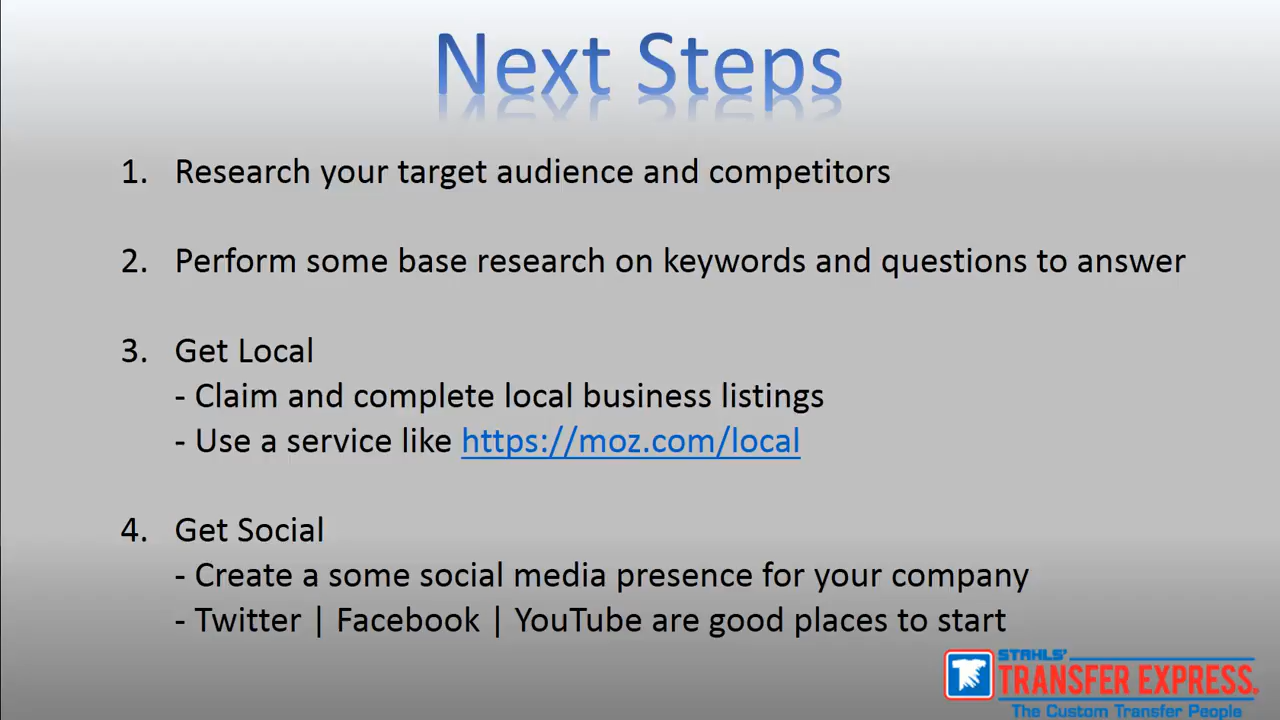 Next Steps
1. Research your target audience and competitors
2. Perform some base research on keywords and questions to answer
3. Get Local
- Claim and complete local business listings
- Use a service like https://moz.com/local
4. Get Social
- Create a some social media presence for your company
- Twitter | Facebook | YouTube are good places to start
STAHLS'
TRANSFER EXPRESS®
The Custom Transfer People